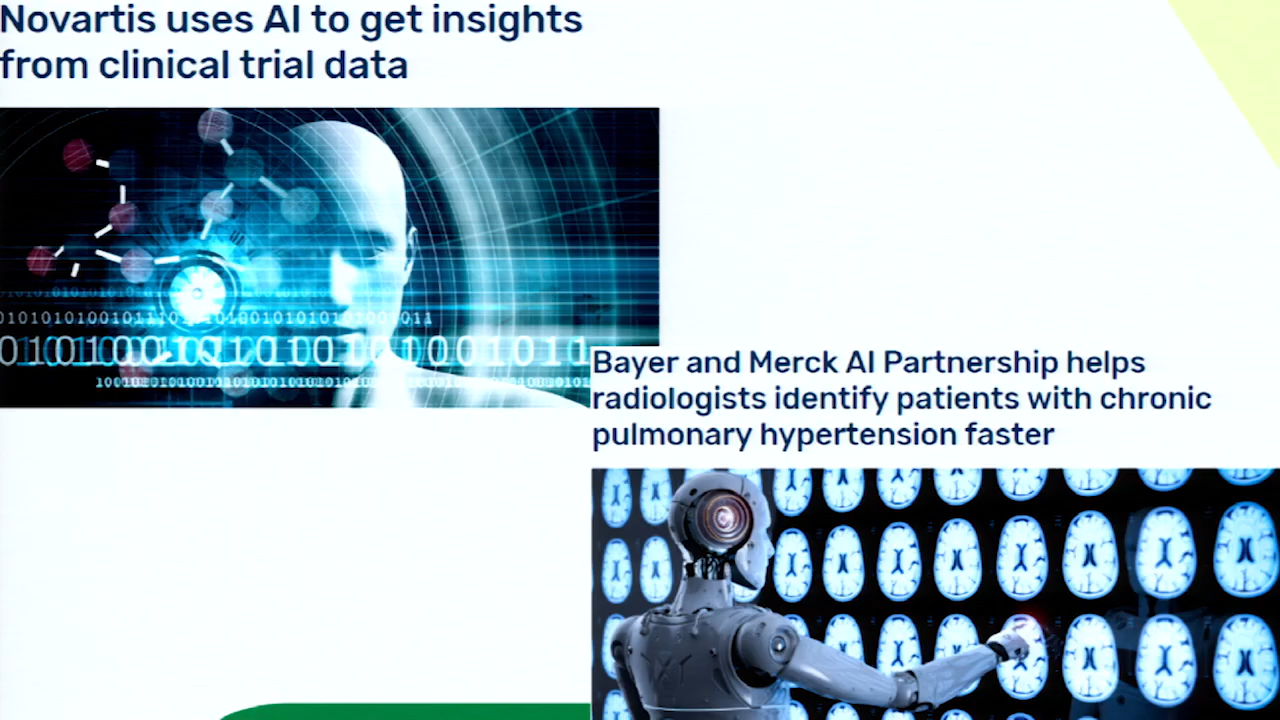 Novartis uses AI to get insights
from clinical trial data
Bayer and Merck AI Partnership helps
radiologists identify patients with chronic
pulmonary hypertension faster